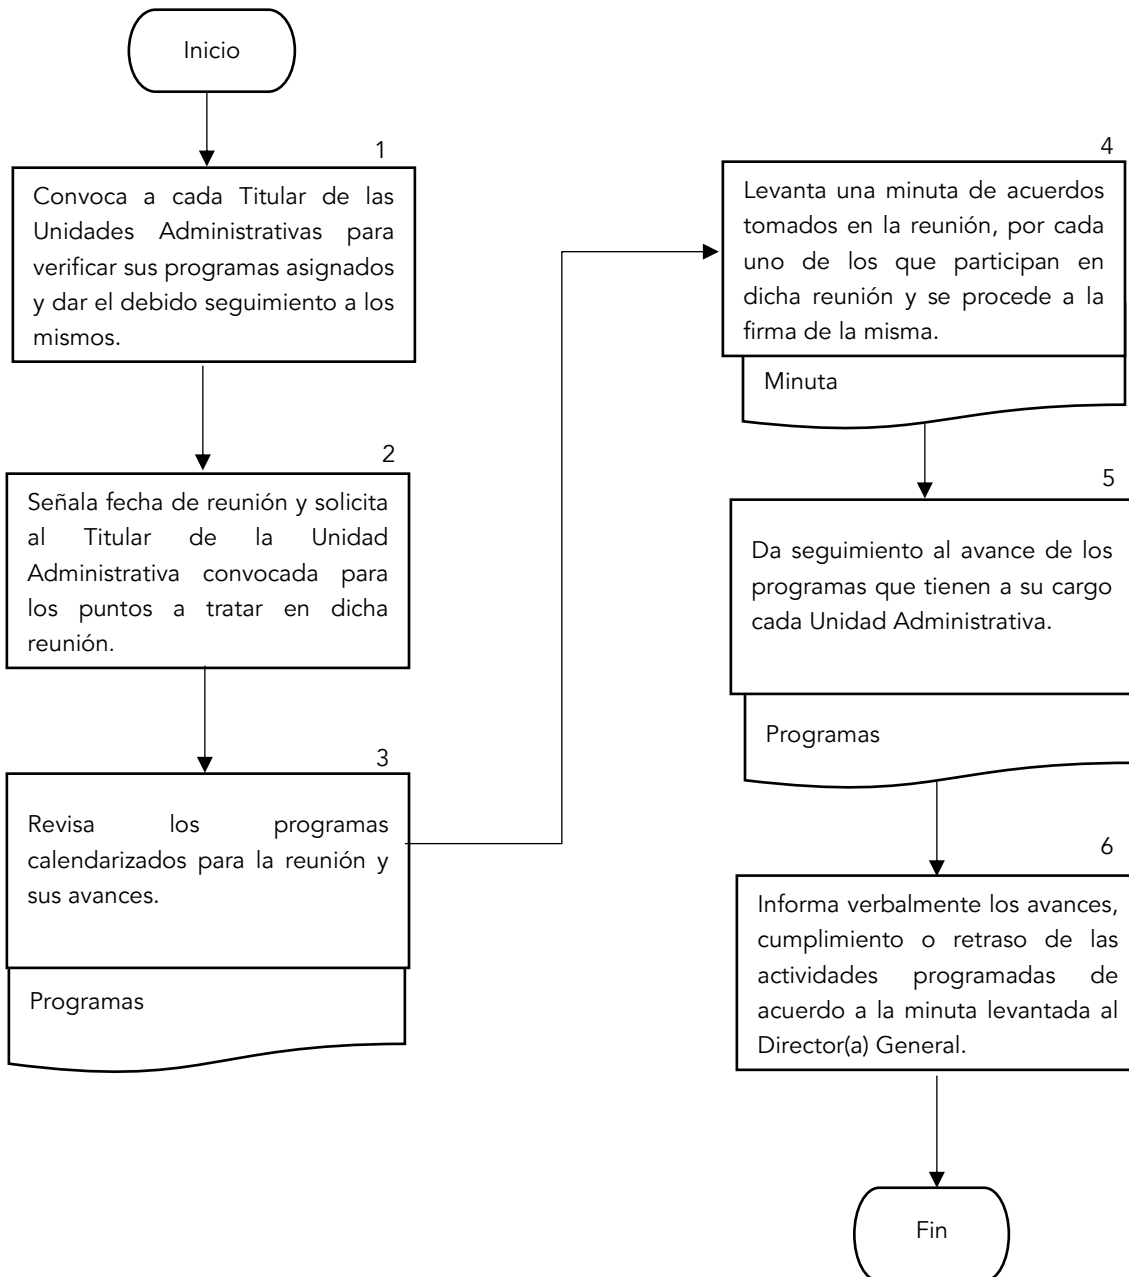 Inicio
1
Convoca a cada Titular de las
Unidades Administrativas para
verificar sus programas asignados
y dar el debido seguimiento a los
mismos.
2
Señala fecha de reunión y solicita
al Titular de la Unidad
Administrativa convocada para
los puntos a tratar en dicha
reunión.
3
Revisa los programas
calendarizados para la reunión y
sus avances.
Programas
4
Levanta una minuta de acuerdos
tomados en la reunión, por cada
uno de los que participan en
dicha reunión y se procede a la
firma de la misma.
Minuta
5
Da seguimiento al avance de los
programas que tienen a su cargo
cada Unidad Administrativa.
Programas
6
Informa verbalmente los avances,
cumplimiento o retraso de las
actividades programadas de
acuerdo a la minuta levantada al
Director(a) General.
Fin